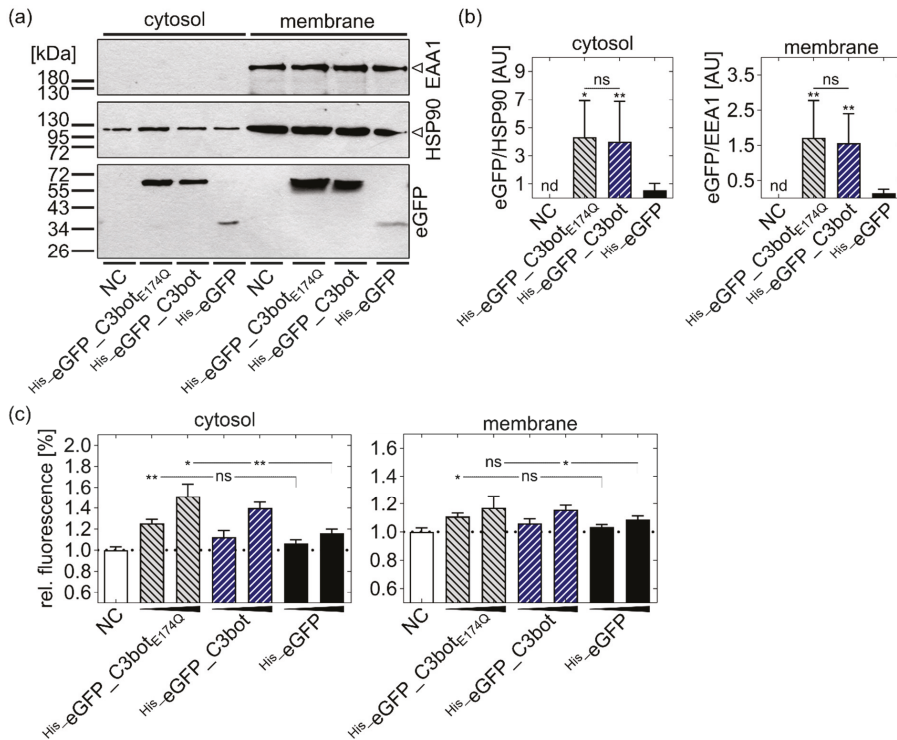 (a)
cytosol membrane
[kDa]
180
130
EAA1
130
95
72
HSP90
72
55
43
34
26
eGFP
NC
His_eGFP_C3botE174Q
His_eGFP_C3bot
His_eGFP
NC
His_eGFP_C3botE174Q
His_eGFP_C3bot
His_eGFP
(b)
cytosol
eGFP/HSP90 [AU]
9
7
5
3
1
ns
* **
nd
NC
His_eGFP_C3botE174Q
His_eGFP_C3bot
His_eGFP
membrane
eGFP/EEA1 [AU]
3.5
2.5
1.5
0.5
ns
** **
nd
NC
His_eGFP_C3botE174Q
His_eGFP_C3bot
His_eGFP
(c)
cytosol
rel. fluorescence [%]
2.0
1.8
1.6
1.4
1.2
1.0
0.8
0.6
* **
** ns
NC
His_eGFP_C3botE174Q
His_eGFP_C3bot
His_eGFP
membrane
1.6
1.4
1.2
1.0
0.8
0.6
ns *
* ns
NC
His_eGFP_C3botE174Q
His_eGFP_C3bot
His_eGFP